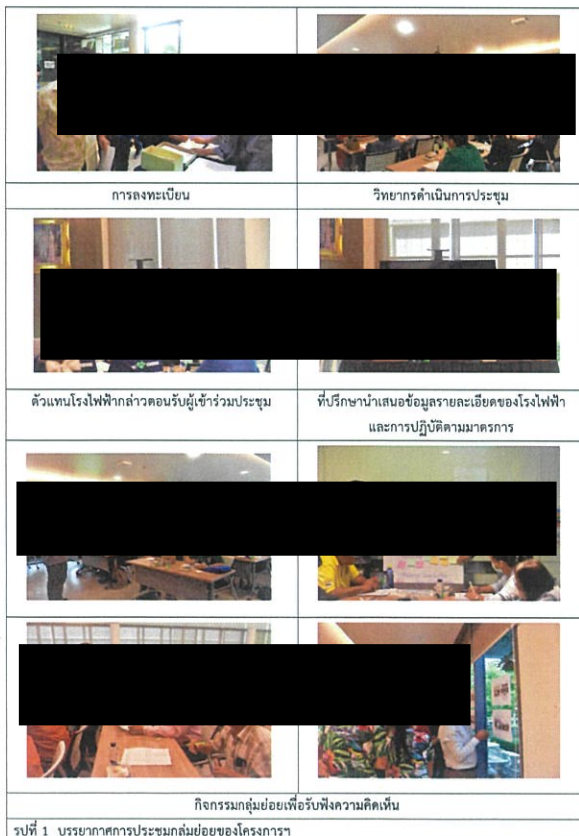 การลงทะเบียน
วิทยากรดำเนินการประชุม
ตัวแทนโรงไฟฟ้ากล่าวตอนรับผู้เข้าร่วมประชุม
ที่ปรึกษานำเสนอข้อมูลรายละเอียดของโรงไฟฟ้า
และการปฏิบัติตามมาตรการ
กิจกรรมกลุ่มย่อยเพื่อรับฟังความคิดเห็น
รูปที่ 1 บรรยากาศการประชุมกลุ่มย่อยของโครงการฯ